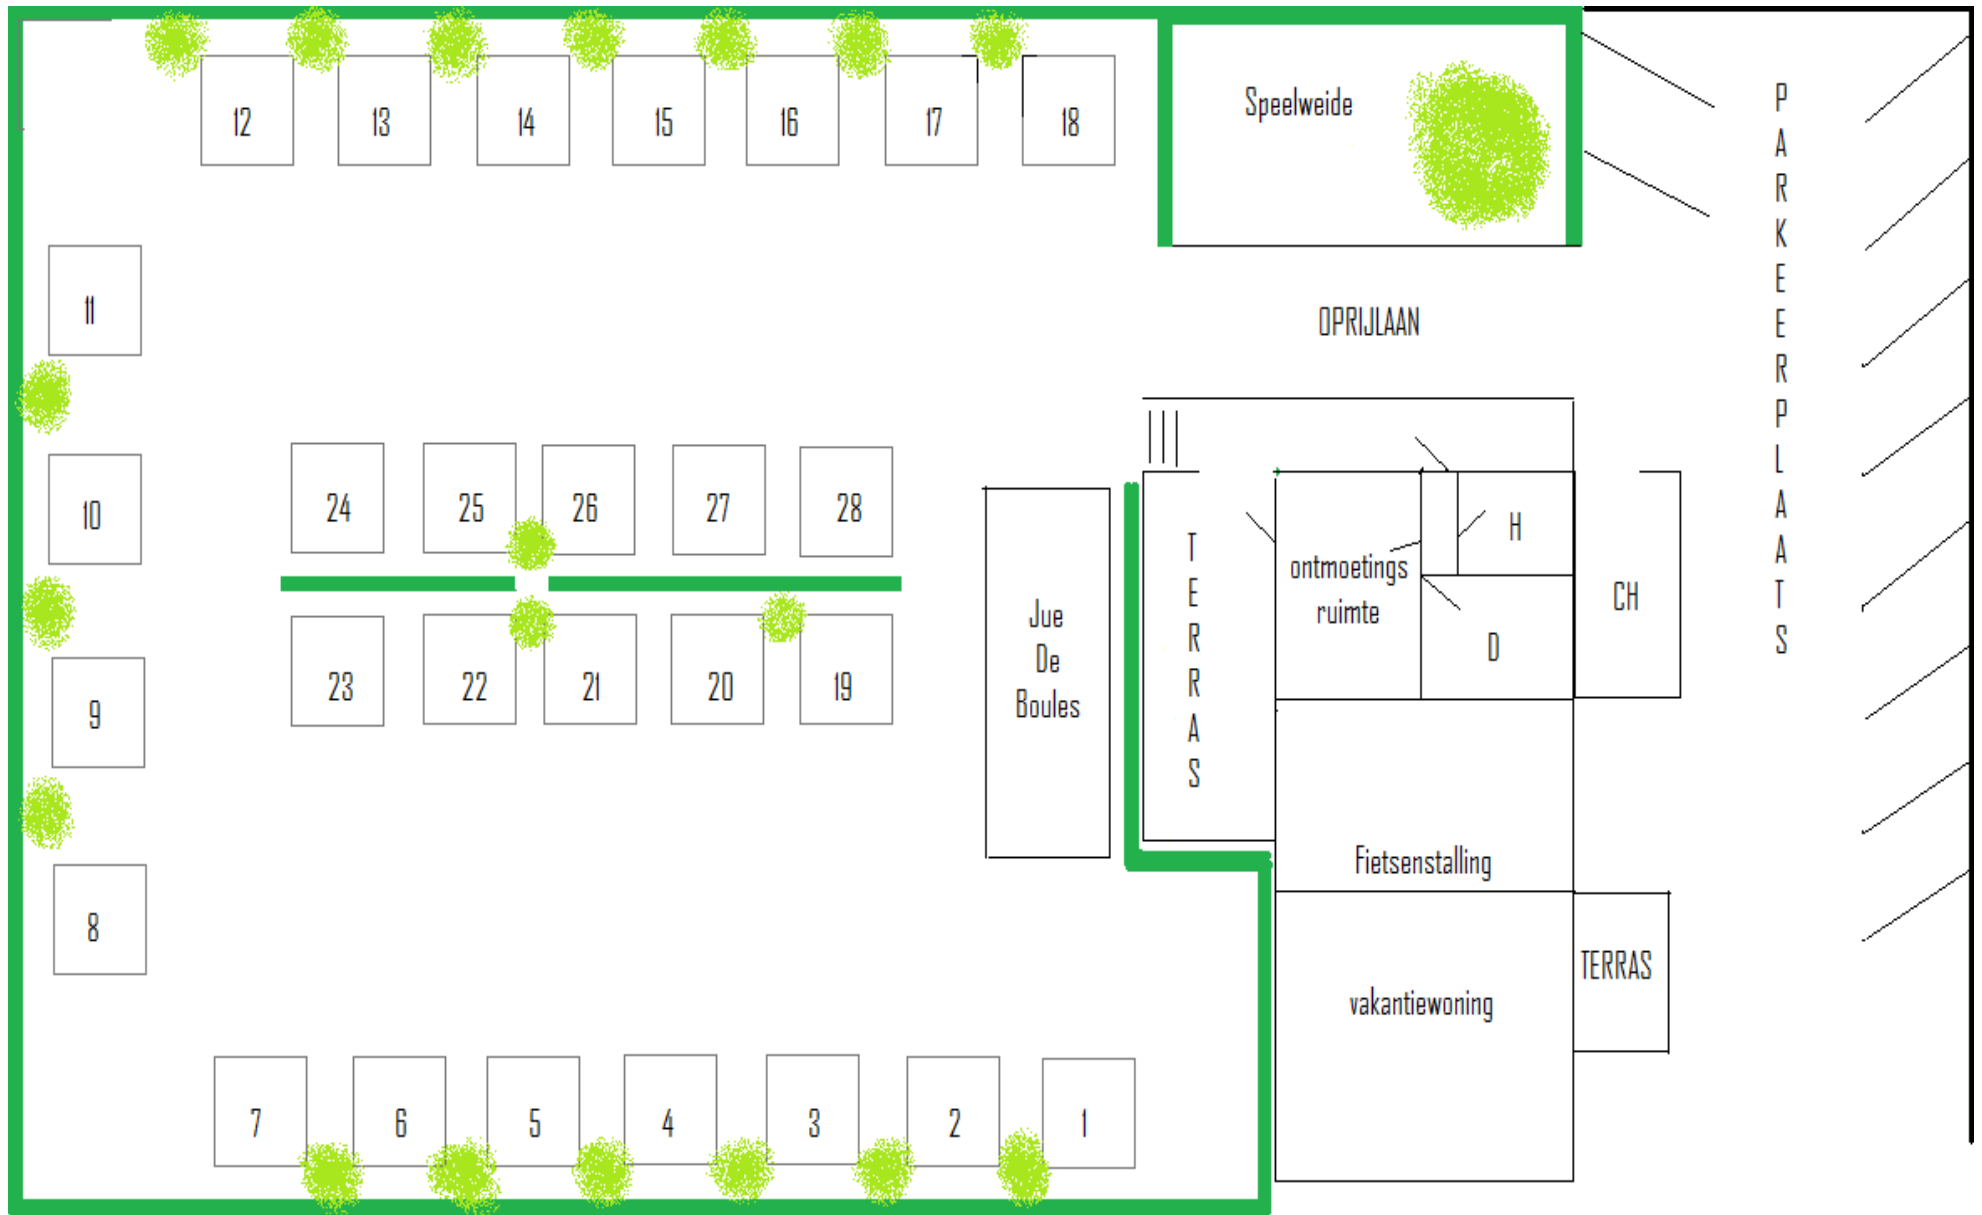 12 13 14 15 16 17 18
Speelweide
PARKEERPLAATS
11
OPRIJLAAN
10
24 25 26 27 28
TERRAS
H
ontmoetings
ruimte
CH
Jue
De
Boules
D
9
23 22 21 20 19
Fietsenstalling
8
TERRAS
vakantiewoning
7 6 5 4 3 2 1